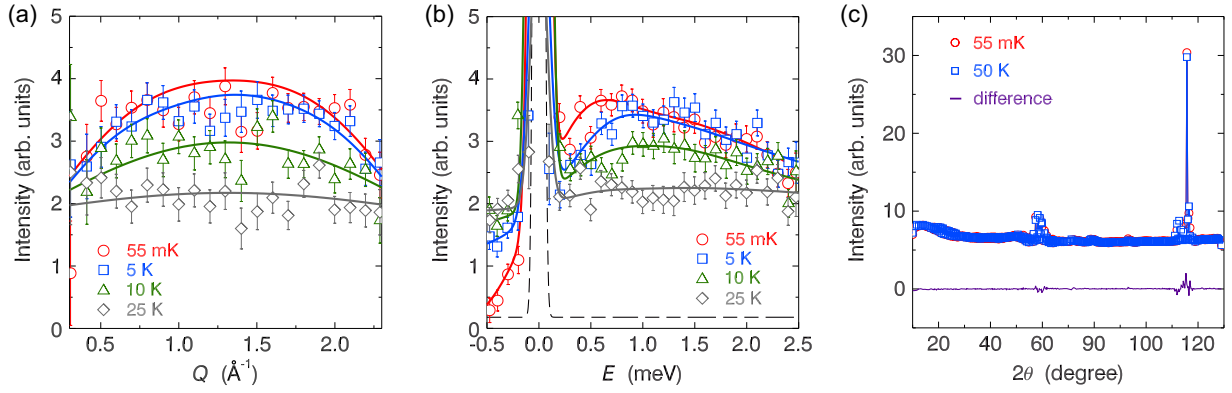 (a)
Intensity (arb. units)
5
4
3
2
1
0
55 mK
5 K
10 K
25 K
0.5
1.0
1.5
2.0
Q (Å-1)
(b)
Intensity (arb. units)
5
4
3
2
1
0
55 mK
5 K
10 K
25 K
-0.5
0.0
0.5
1.0
1.5
2.0
2.5
E (meV)
(c)
Intensity (arb. units)
30
20
10
0
55 mK
50 K
difference
20
40
60
80
100
120
2θ (degree)